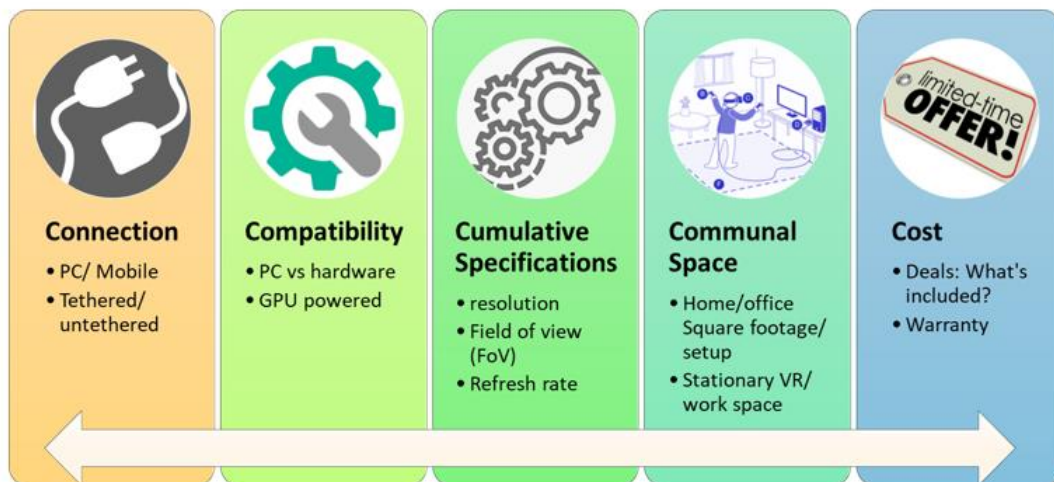 limited-time
OFFER!
Connection
• PC/ Mobile
• Tethered/
untethered
Compatibility
• PC vs hardware
• GPU powered
Cumulative
Specifications
• resolution
• Field of view
(FoV)
• Refresh rate
Communal
Space
• Home/office
Square footage/
setup
• Stationary VR/
work space
Cost
• Deals: What's
included?
• Warranty